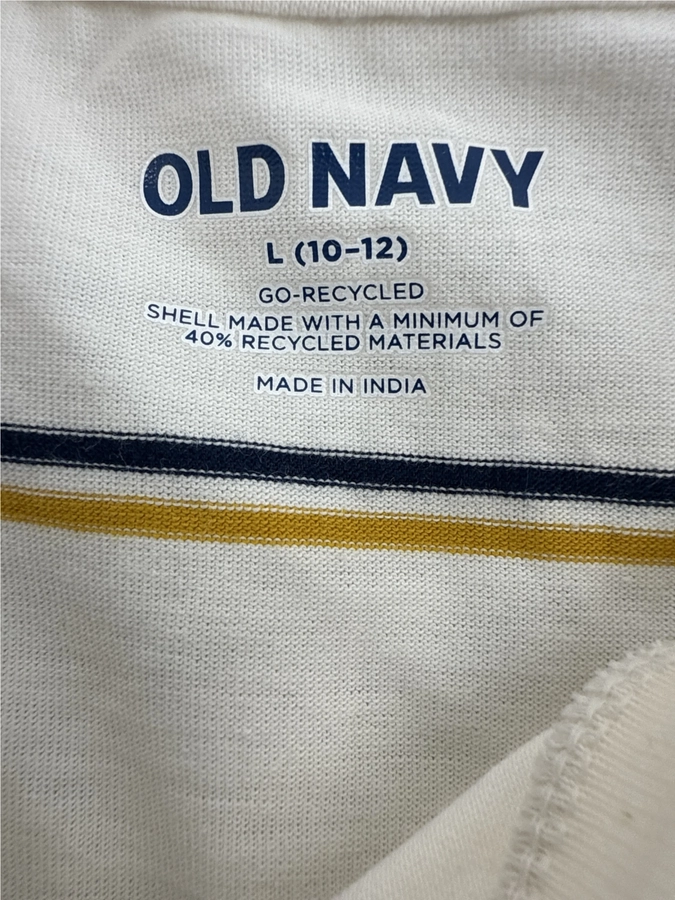 OLD NAVY
L (10-12)
GO-RECYCLED
SHELL MADE WITH A MINIMUM OF
40% RECYCLED MATERIALS
MADE IN INDIA